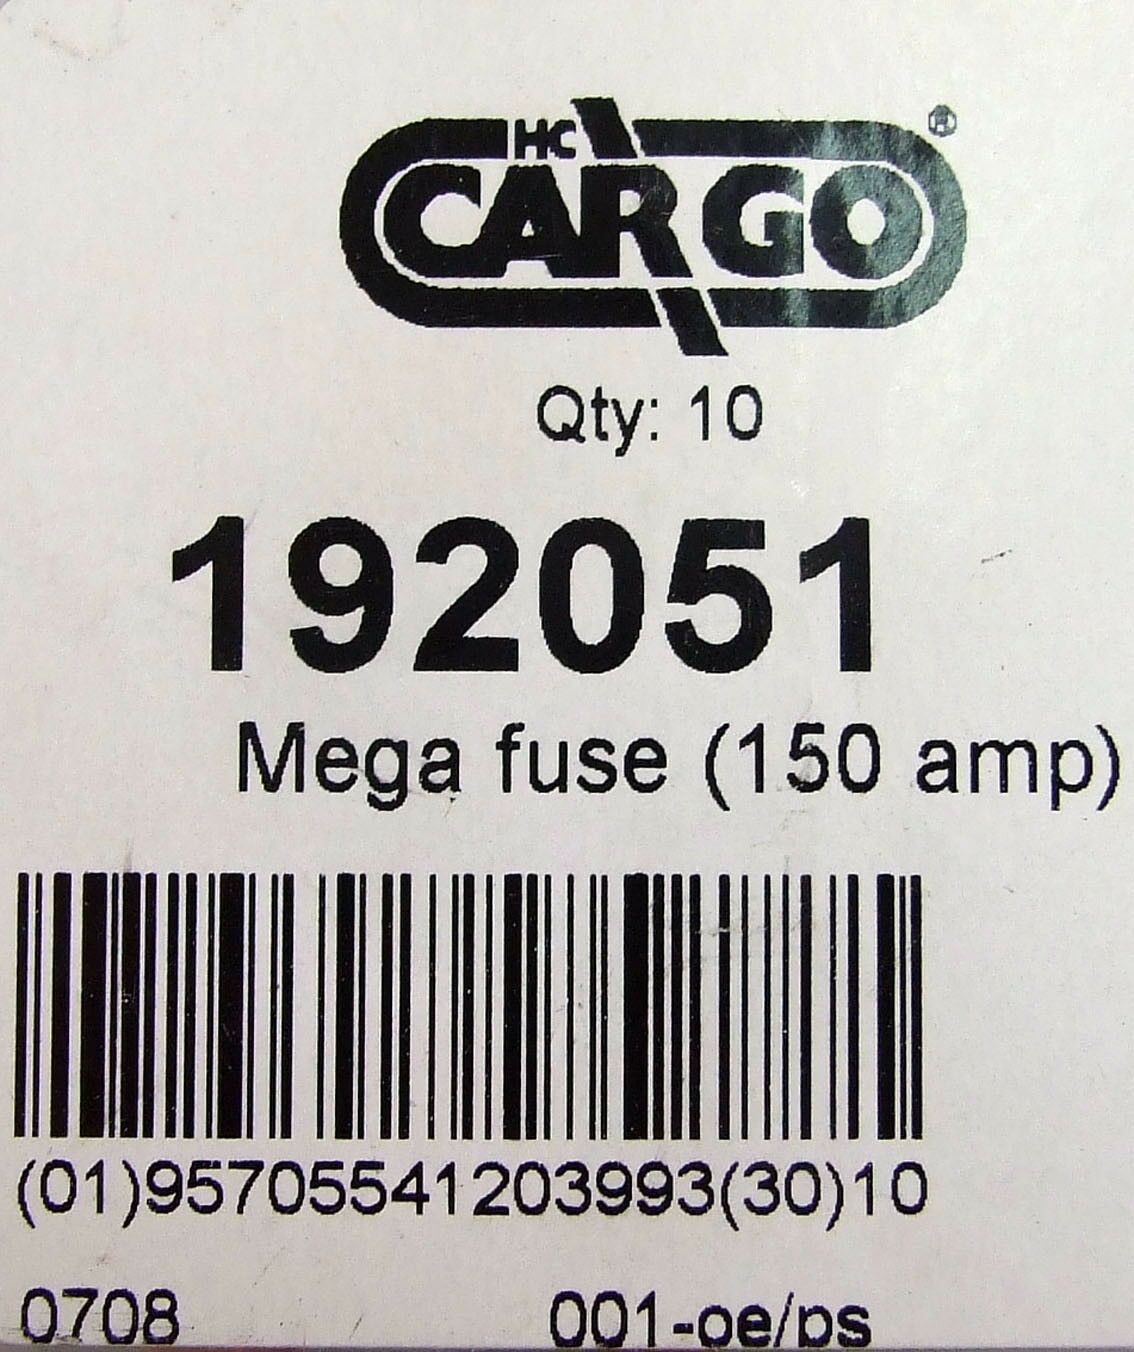 HC
CARGO ®
Qty: 10
192051
Mega fuse (150 amp)
(01)95705541203993(30)10
0708 001-oe/ps